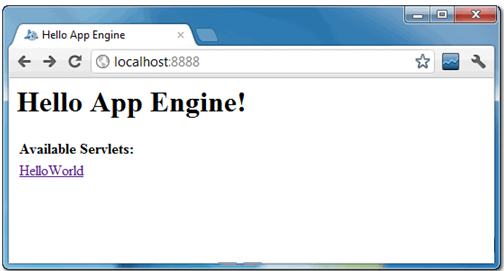 Hello App Engine
localhost:8888
Hello App Engine!
Available Servlets:
HelloWorld